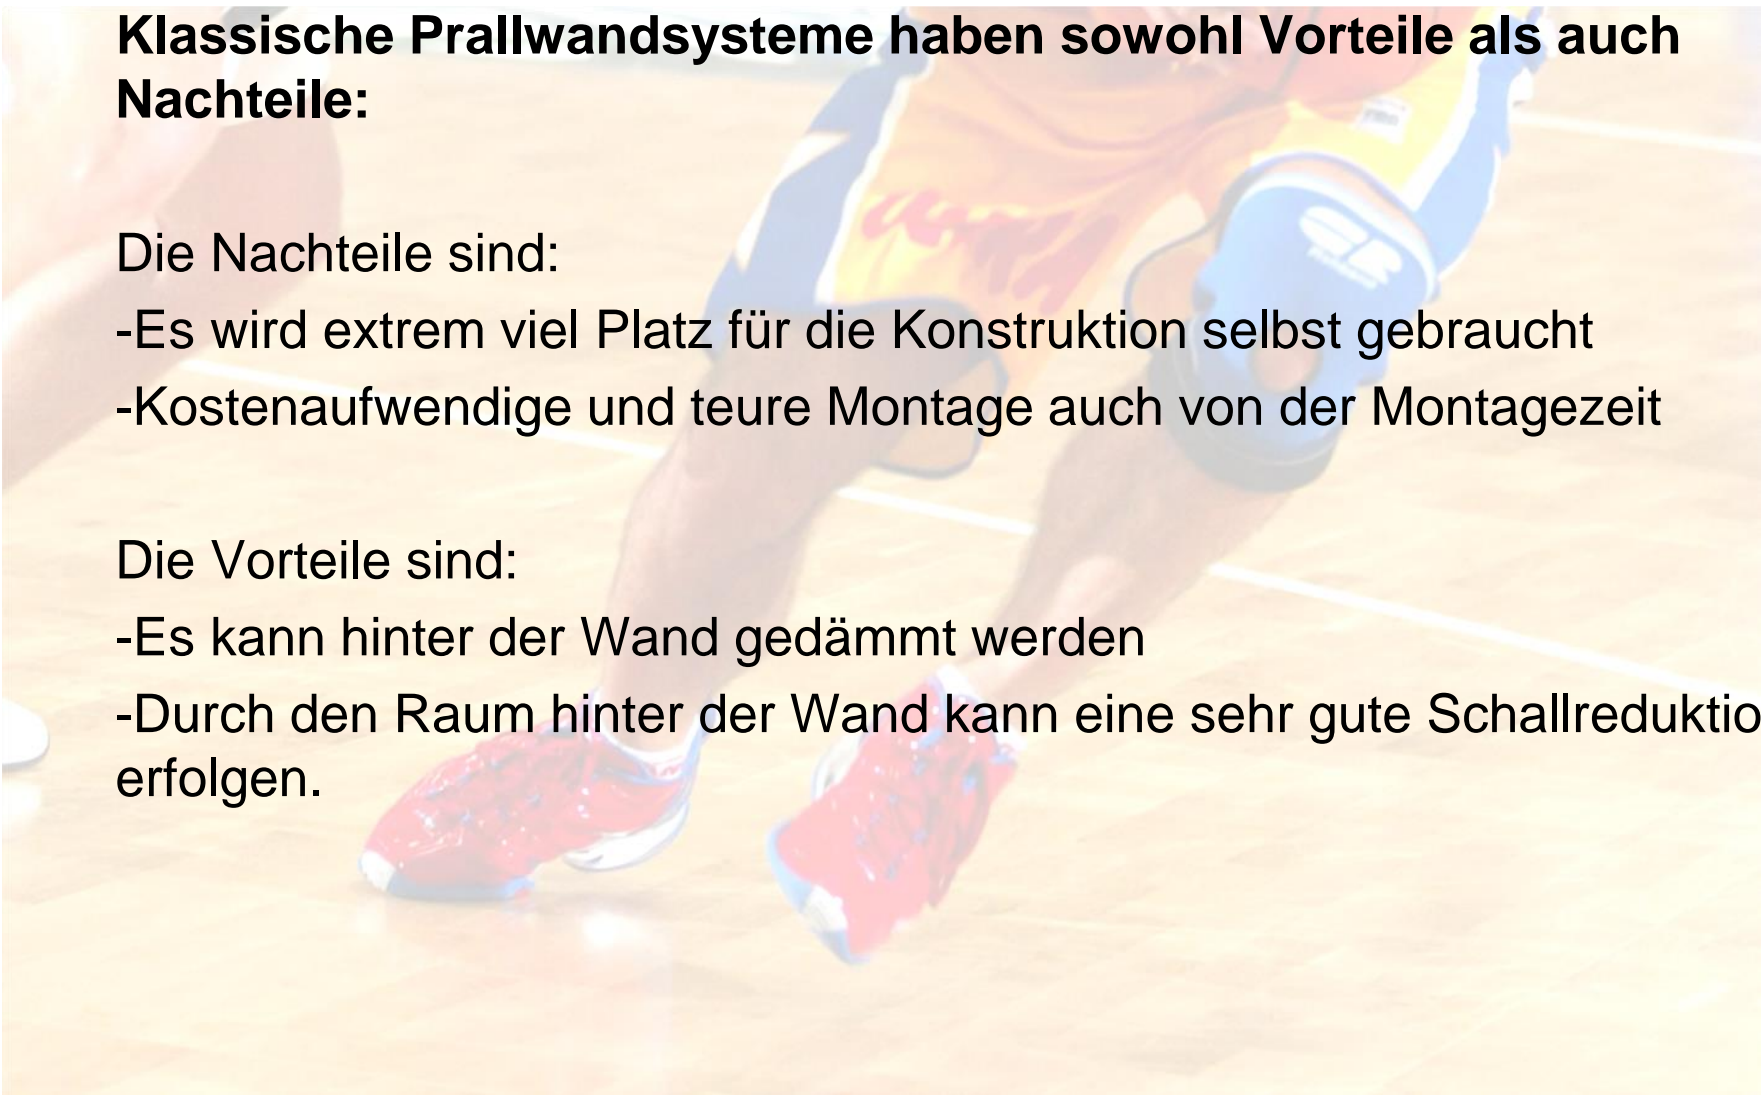 Klassische Prallwandsysteme haben sowohl Vorteile als auch
Nachteile:
Die Nachteile sind:
-Es wird extrem viel Platz für die Konstruktion selbst gebraucht
-Kostenaufwendige und teure Montage auch von der Montagezeit
Die Vorteile sind:
-Es kann hinter der Wand gedämmt werden
-Durch den Raum hinter der Wand kann eine sehr gute Schallreduktio
erfolgen.